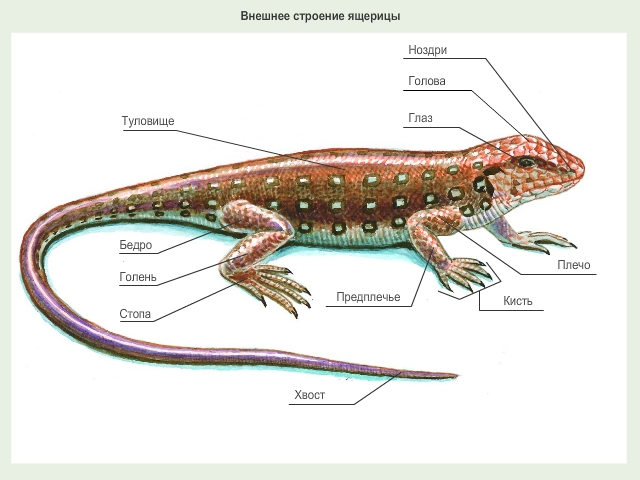 Внешнее строение ящерицы
Ноздри
Голова
Глаз
Туловище
Бедро
Голень
Стопа
Плечо
Предплечье
Кисть
Хвост